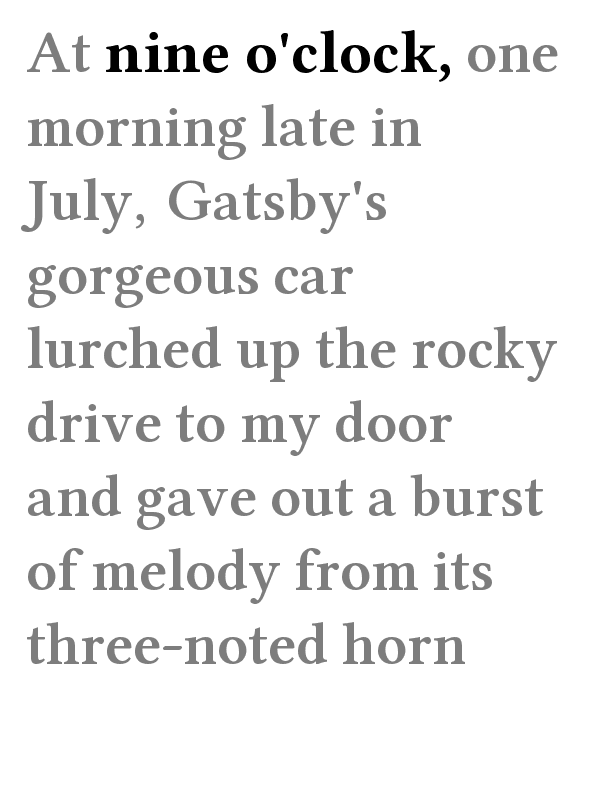 At nine o'clock, one
morning late in
July, Gatsby's
gorgeous car
lurched up the rocky
drive to my door
and gave out a burst
of melody from its
three-noted horn